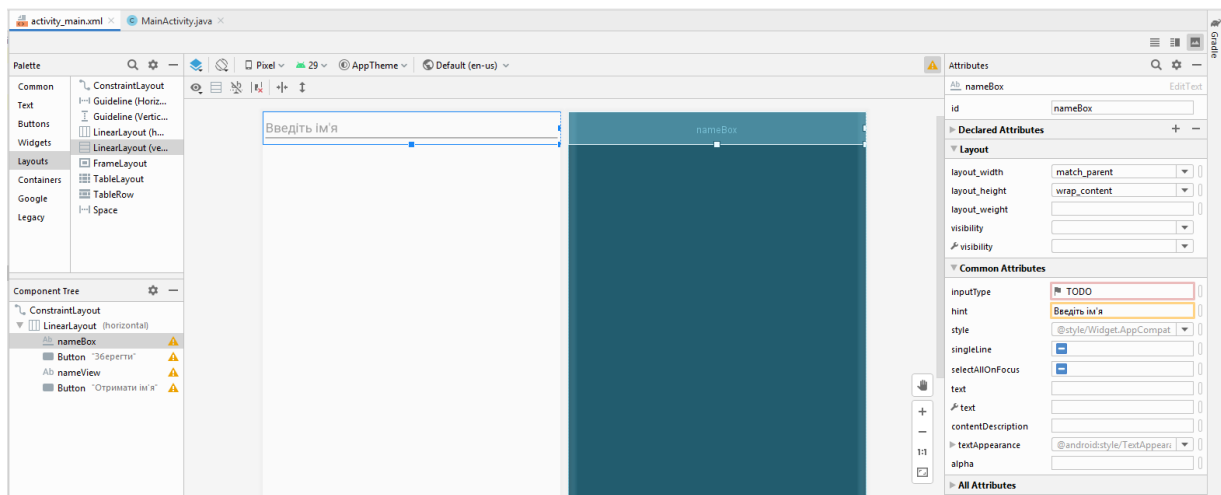 activity_main.xml
MainActivity.java
Gradle
Palette
Pixel
29
AppTheme
Default (en-us)
Attributes
Common
Text
Buttons
Widgets
Layouts
Containers
Google
Legacy
ConstraintLayout
Guideline (Horiz...
Guideline (Vertic...
LinearLayout (h...
LinearLayout (ve...
FrameLayout
TableLayout
TableRow
Space
Component Tree
ConstraintLayout
LinearLayout (horizontal)
Ab nameBox
Button "Зберегти"
Ab nameView
Button "Отримати ім'я"
Введіть ім'я
nameBox
1:1
Ab nameBox EditText
id nameBox
Declared Attributes
Layout
layout_width match_parent
layout_height wrap_content
layout_weight
visibility
visibility
Common Attributes
inputType TODO
hint Введіть ім'я
style @style/Widget.AppCompat
singleLine
selectAllOnFocus
text
text
contentDescription
textAppearance @android:style/TextAppeara
alpha
All Attributes